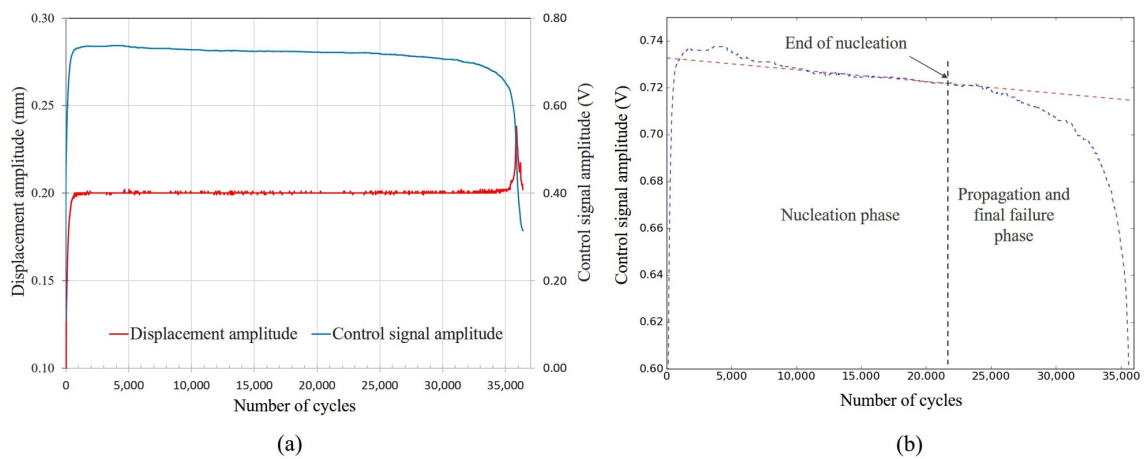 0.30
0.25
0.20
0.15
0.10
Displacement amplitude (mm)
0.80
0.60
0.40
0.20
0.00
Control signal amplitude (V)
Displacement amplitude
Control signal amplitude
0
5,000
10,000
15,000
20,000
25,000
30,000
35,000
Number of cycles
(a)
0.74
0.72
0.70
0.68
0.66
0.64
0.62
0.60
Control signal amplitude (V)
End of nucleation
Nucleation phase
Propagation and
final failure
phase
0
5,000
10,000
15,000
20,000
25,000
30,000
35,000
Number of cycles
(b)